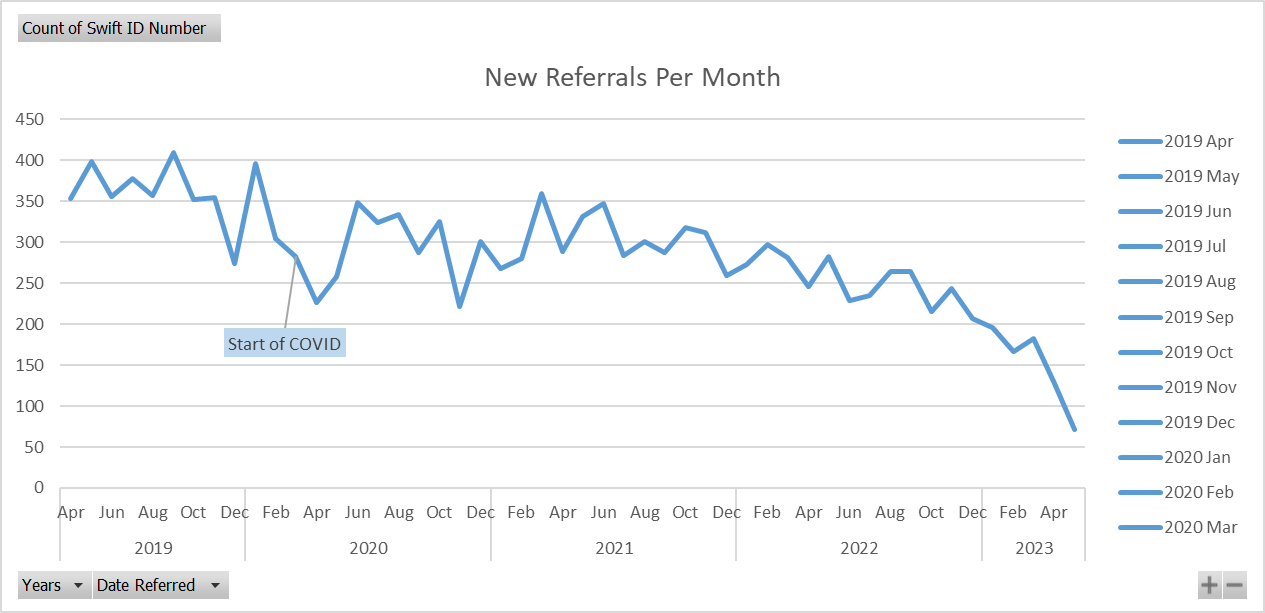 Count of Swift ID Number
New Referrals Per Month
450
400
350
300
250
200
150
100
50
0
Start of COVID
Apr Jun Aug Oct Dec Feb Apr Jun Aug Oct Dec Feb Apr Jun Aug Oct Dec Feb Apr Jun Aug Oct Dec Feb Apr
2019 2020 2021 2022 2023
2019 Apr
2019 May
2019 Jun
2019 Jul
2019 Aug
2019 Sep
2019 Oct
2019 Nov
2019 Dec
2020 Jan
2020 Feb
2020 Mar
Years Date Referred